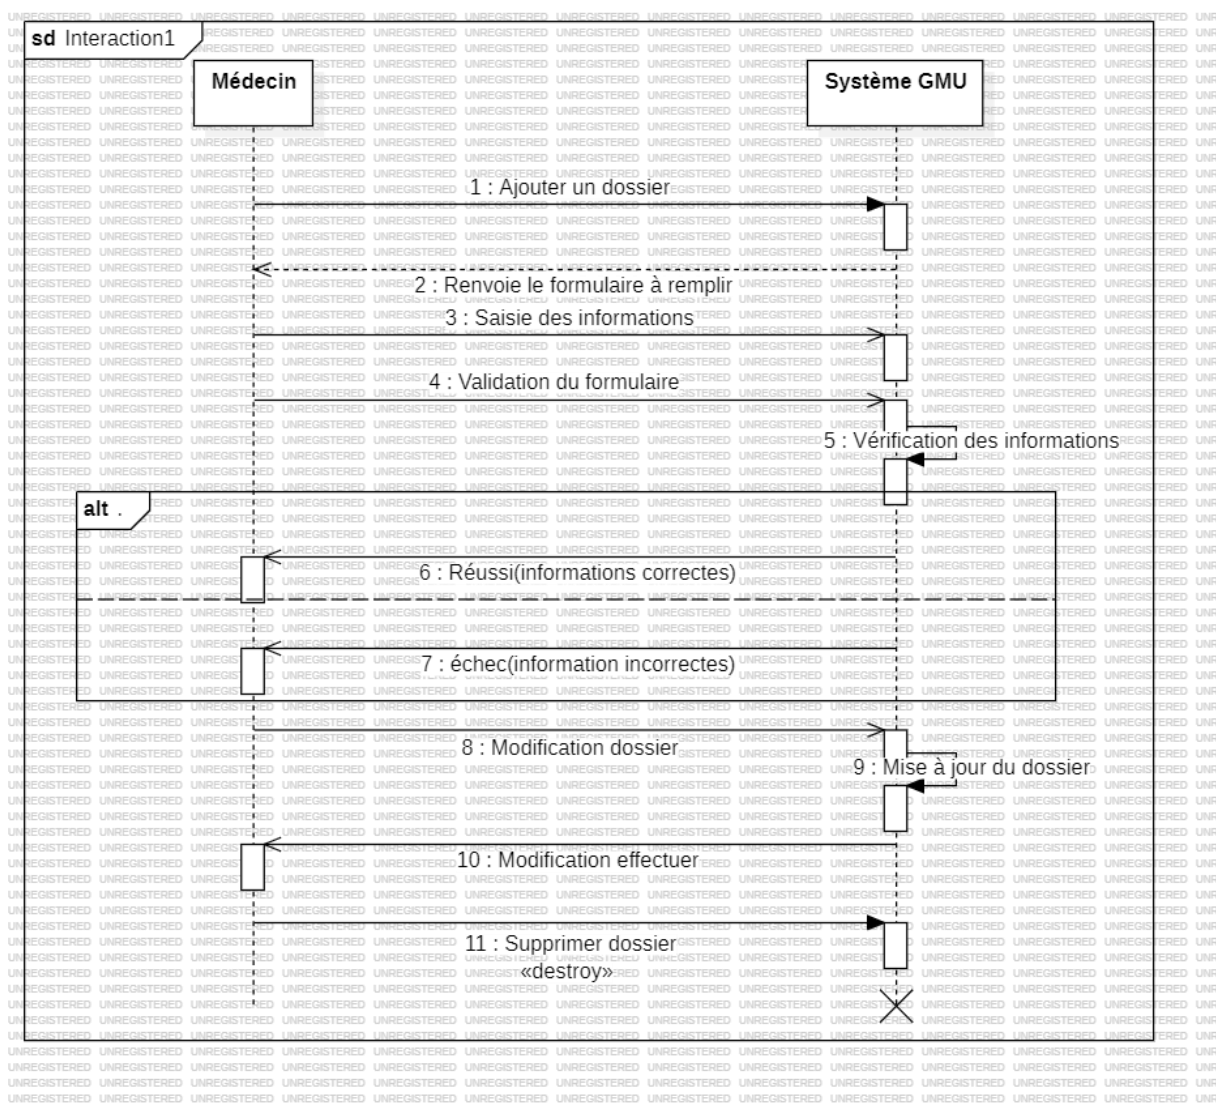 sd Interaction1
Médecin
Système GMU
1 : Ajouter un dossier
2 : Renvoie le formulaire à remplir
3 : Saisie des informations
4 : Validation du formulaire
5 : Vérification des informations
alt .
6 : Réussi(informations correctes)
7 : échec(information incorrectes)
8 : Modification dossier
9 : Mise à jour du dossier
10 : Modification effectuer
11 : Supprimer dossier
«destroy»
UNREGISTERED